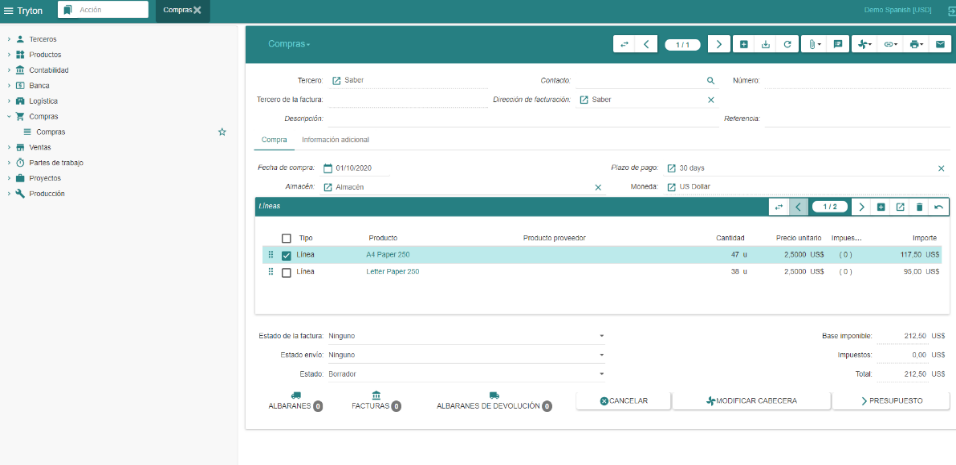 Tryton
Acción
Compras
Demo Spanish [USD]
Terceros
Productos
Contabilidad
Banca
Logística
Compras
Compras
Ventas
Partes de trabajo
Proyectos
Producción
Compras
1 / 1
Tercero: Saber Contacto: Número:
Tercero de la factura: Dirección de facturación: Saber
Descripción: Referencia:
Compra Información adicional
Fecha de compra: 01/10/2020 Plazo de pago: 30 days
Almacén: Almacén Moneda: US Dollar
Líneas 1 / 2
Tipo Producto Producto proveedor Cantidad Precio unitario Impues... Importe
Línea A4 Paper 250 47 u 2,5000 US$ ( 0 ) 117,50 US$
Línea Letter Paper 250 38 u 2,5000 US$ ( 0 ) 95,00 US$
Estado de la factura: Ninguno Base imponible: 212,50 US$
Estado envío: Ninguno Impuestos: 0,00 US$
Estado: Borrador Total: 212,50 US$
ALBARANES 0 FACTURAS 0 ALBARANES DE DEVOLUCIÓN 0 CANCELAR MODIFICAR CABECERA PRESUPUESTO